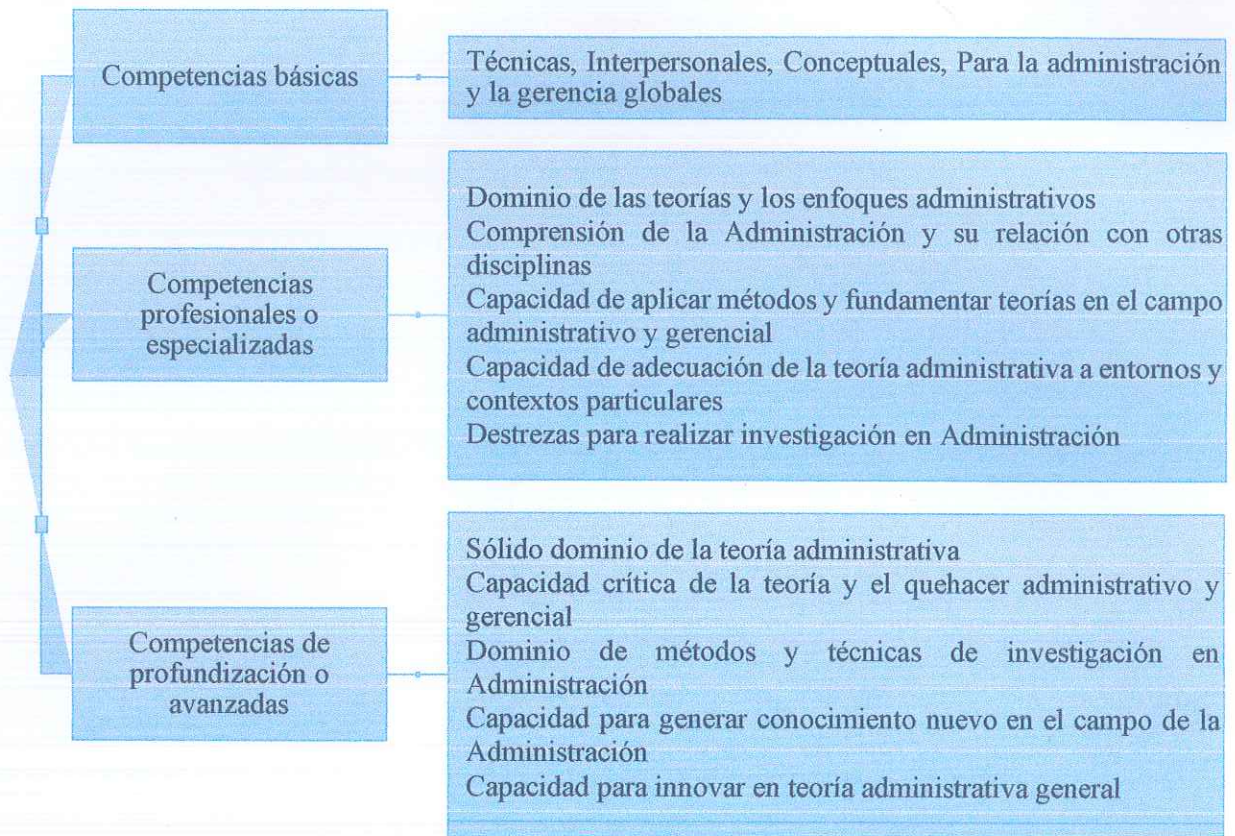 Competencias básicas
Técnicas, Interpersonales, Conceptuales, Para la administración
y la gerencia globales
Competencias
profesionales o
especializadas
Dominio de las teorías y los enfoques administrativos
Comprensión de la Administración y su relación con otras
disciplinas
Capacidad de aplicar métodos y fundamentar teorías en el campo
administrativo y gerencial
Capacidad de adecuación de la teoría administrativa a entornos y
contextos particulares
Destrezas para realizar investigación en Administración
Competencias de
profundización o
avanzadas
Sólido dominio de la teoría administrativa
Capacidad crítica de la teoría y el quehacer administrativo y
gerencial
Dominio de métodos y técnicas de investigación en
Administración
Capacidad para generar conocimiento nuevo en el campo de la
Administración
Capacidad para innovar en teoría administrativa general